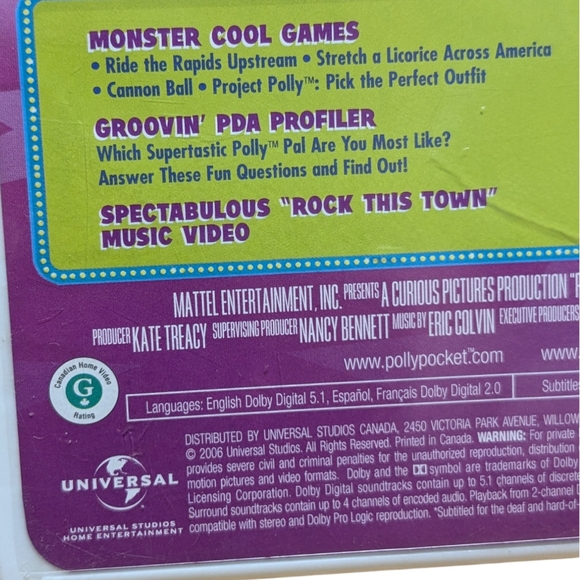 MONSTER COOL GAMES
• Ride the Rapids Upstream • Stretch a Licorice Across America
• Cannon Ball • Project Polly™: Pick the Perfect Outfit
GROOVIN' PDA PROFILER
Which Supertastic Polly™ Pal Are You Most Like?
Answer These Fun Questions and Find Out!
SPECTABULOUS "ROCK THIS TOWN"
MUSIC VIDEO
MATTEL ENTERTAINMENT, INC. PRESENTS A CURIOUS PICTURES PRODUCTION
PRODUCER KATE TREACY SUPERVISING PRODUCER NANCY BENNETT MUSIC BY ERIC COLVIN EXECUTIVE PRODUCERS
www.pollypocket.com www.
Canadian Home Video
G
Rating
Languages: English Dolby Digital 5.1, Español, Français Dolby Digital 2.0
DISTRIBUTED BY UNIVERSAL STUDIOS CANADA, 2450 VICTORIA PARK AVENUE, WILLOW
© 2006 Universal Studios. All Rights Reserved. Printed in Canada. WARNING: For private
provides severe civil and criminal penalties for the unauthorized reproduction, distribution
motion pictures and video formats. Dolby and the symbol are trademarks of Dolby
Licensing Corporation. Dolby Digital soundtracks contain up to 5.1 channels of discrete
Surround soundtracks contain up to 4 channels of encoded audio. Playback from 2-channel
compatible with stereo and Dolby Pro Logic reproduction. *Subtitled for the deaf and hard-of-
UNIVERSAL
UNIVERSAL STUDIOS
HOME ENTERTAINMENT